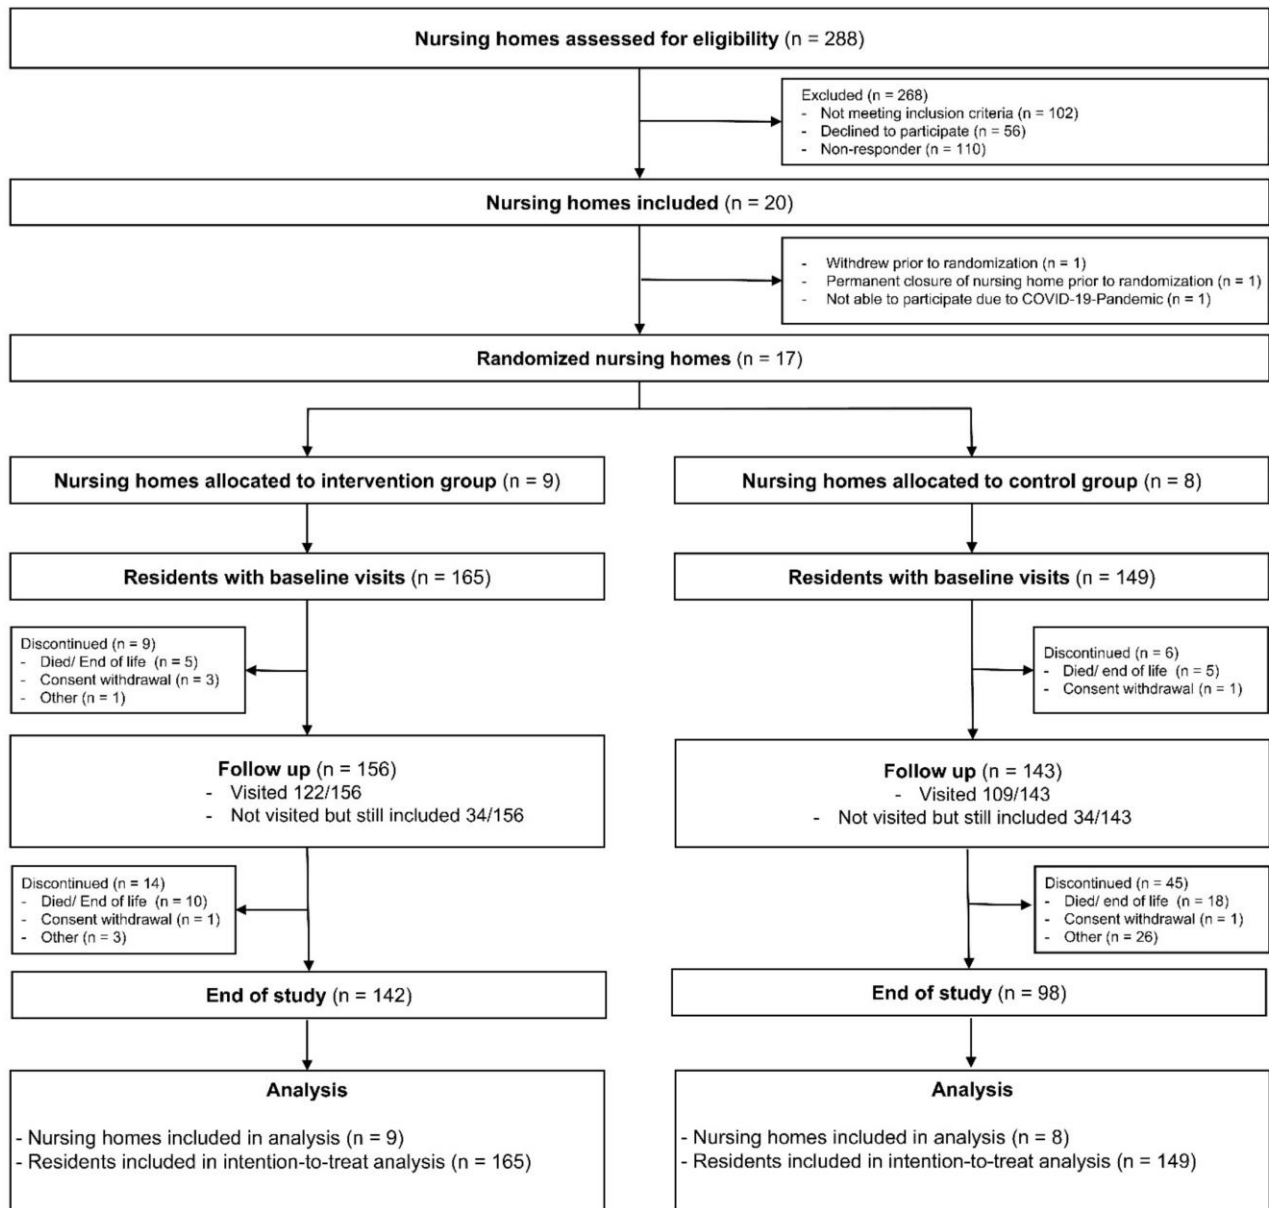 Nursing homes assessed for eligibility (n = 288)
Excluded (n = 268)
- Not meeting inclusion criteria (n = 102)
- Declined to participate (n = 56)
- Non-responder (n = 110)
Nursing homes included (n = 20)
- Withdrew prior to randomization (n = 1)
- Permanent closure of nursing home prior to randomization (n = 1)
- Not able to participate due to COVID-19-Pandemic (n = 1)
Randomized nursing homes (n = 17)
Nursing homes allocated to intervention group (n = 9)
Nursing homes allocated to control group (n = 8)
Residents with baseline visits (n = 165)
Residents with baseline visits (n = 149)
Discontinued (n = 9)
- Died/ End of life (n = 5)
- Consent withdrawal (n = 3)
- Other (n = 1)
Discontinued (n = 6)
- Died/ end of life (n = 5)
- Consent withdrawal (n = 1)
Follow up (n = 156)
- Visited 122/156
- Not visited but still included 34/156
Follow up (n = 143)
- Visited 109/143
- Not visited but still included 34/143
Discontinued (n = 14)
- Died/ End of life (n = 10)
- Consent withdrawal (n = 1)
- Other (n = 3)
Discontinued (n = 45)
- Died/ end of life (n = 18)
- Consent withdrawal (n = 1)
- Other (n = 26)
End of study (n = 142)
End of study (n = 98)
Analysis
- Nursing homes included in analysis (n = 9)
- Residents included in intention-to-treat analysis (n = 165)
Analysis
- Nursing homes included in analysis (n = 8)
- Residents included in intention-to-treat analysis (n = 149)